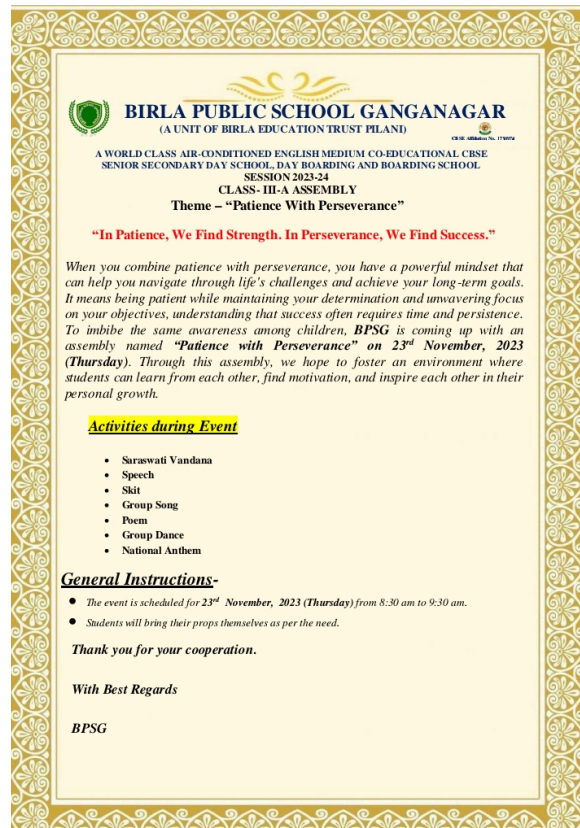 BIRLA PUBLIC SCHOOL GANGANAGAR
(A UNIT OF BIRLA EDUCATION TRUST PILANI)
CBSE Affiliation No.
A WORLD CLASS AIR-CONDITIONED ENGLISH MEDIUM CO-EDUCATIONAL CBSE
SENIOR SECONDARY DAY SCHOOL, DAY BOARDING AND BOARDING SCHOOL
SESSION 2023-24
CLASS- III-A ASSEMBLY
Theme – “Patience With Perseverance”
“In Patience, We Find Strength. In Perseverance, We Find Success.”
When you combine patience with perseverance, you have a powerful mindset that
can help you navigate through life's challenges and achieve your long-term goals.
It means being patient while maintaining your determination and unwavering focus
on your objectives, understanding that success often requires time and persistence.
To imbibe the same awareness among children, BPSG is coming up with an
assembly named “Patience with Perseverance” on 23rd November, 2023
(Thursday). Through this assembly, we hope to foster an environment where
students can learn from each other, find motivation, and inspire each other in their
personal growth.
Activities during Event
• Saraswati Vandana
• Speech
• Skit
• Group Song
• Poem
• Group Dance
• National Anthem
General Instructions-
• The event is scheduled for 23rd November, 2023 (Thursday) from 8:30 am to 9:30 am.
• Students will bring their props themselves as per the need.
Thank you for your cooperation.
With Best Regards
BPSG